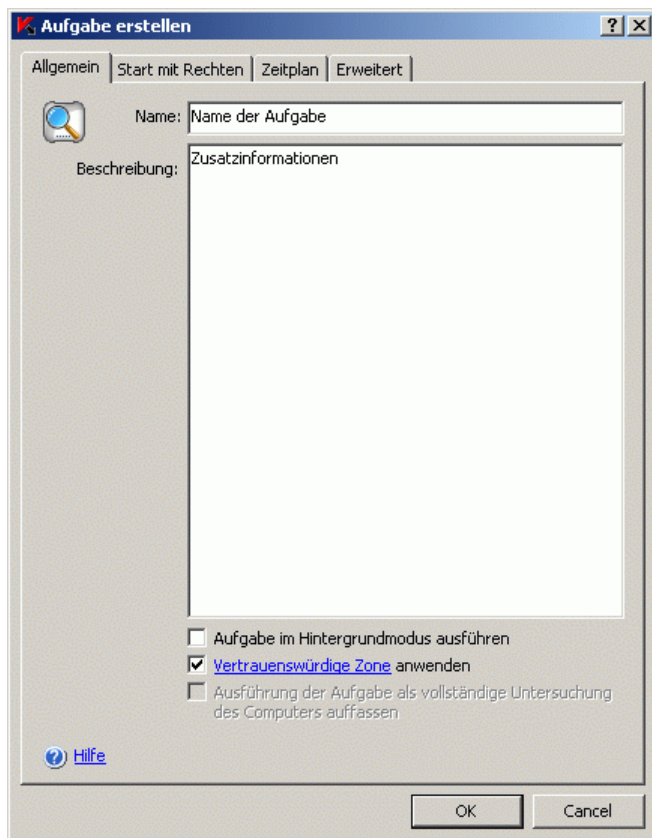 Aufgabe erstellen
Allgemein Start mit Rechten Zeitplan Erweitert
Name: Name der Aufgabe
Beschreibung: Zusatzinformationen
Aufgabe im Hintergrundmodus ausführen
Vertrauenswürdige Zone anwenden
Ausführung der Aufgabe als vollständige Untersuchung
des Computers auffassen
Hilfe
OK Cancel